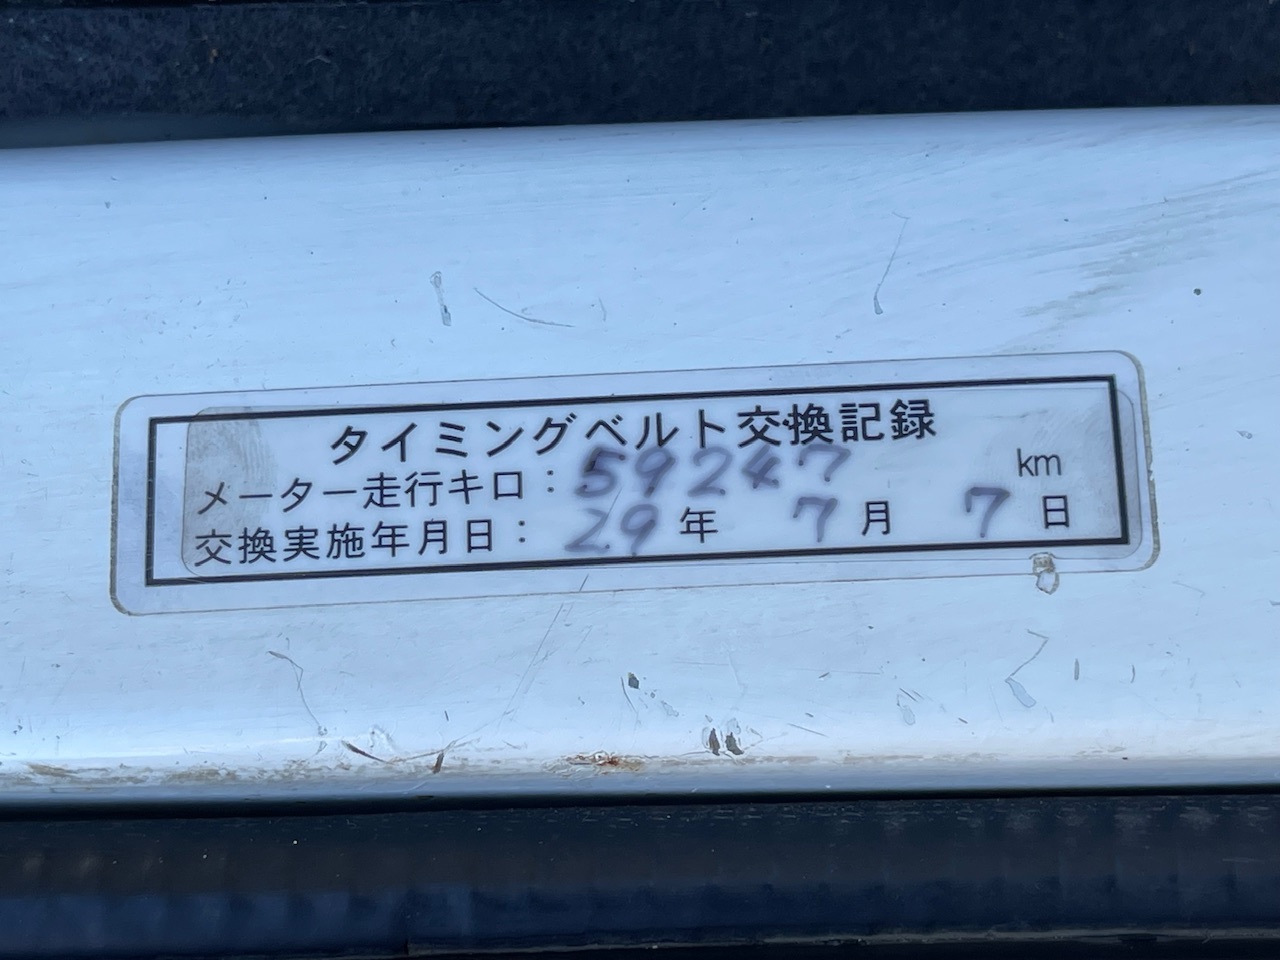 タイミングベルト交換記録
メーター走行キロ：59247 km
交換実施年月日：29年 7月 7日